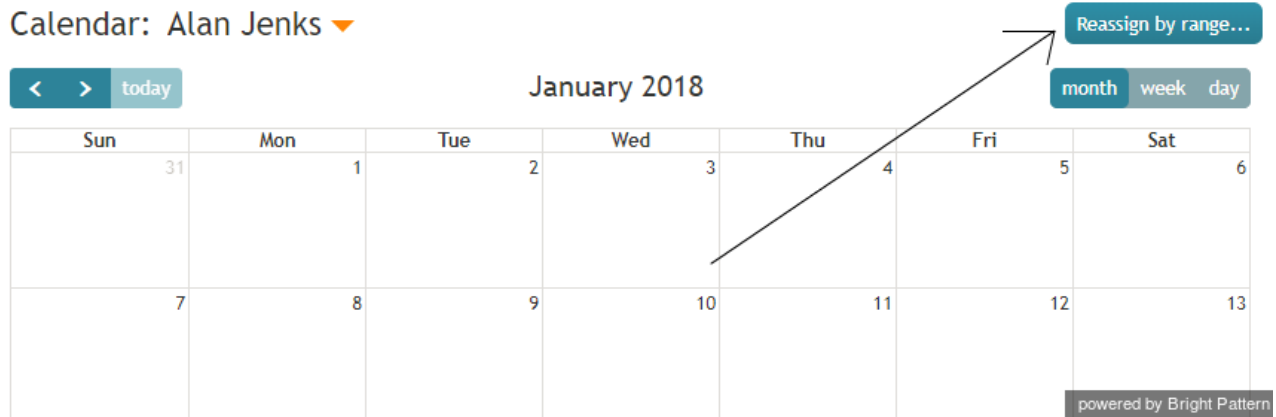 Calendar: Alan Jenks
Reassign by range...
< > today
January 2018
month week day
Sun Mon Tue Wed Thu Fri Sat
31 1 2 3 4 5 6
7 8 9 10 11 12 13
powered by Bright Pattern